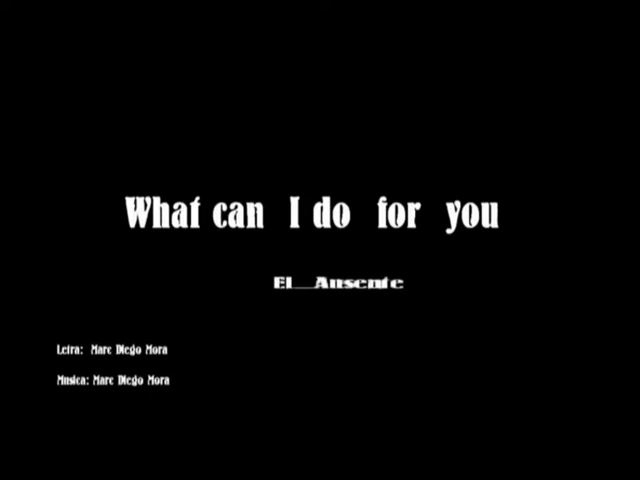 What can I do for you
El_Ausente
Letra: Marc Diego Mora
Musica: Marc Diego Mora